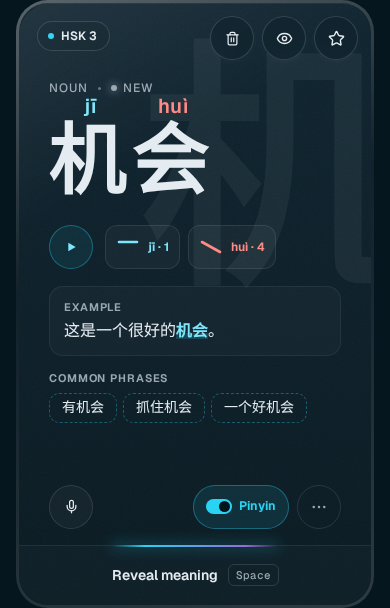 HSK 3
NOUN • NEW
jī huì
机会
jī · 1 huì · 4
EXAMPLE
这是一个很好的机会。
COMMON PHRASES
有机会 抓住机会 一个好机会
Pinyin
Reveal meaning Space
机